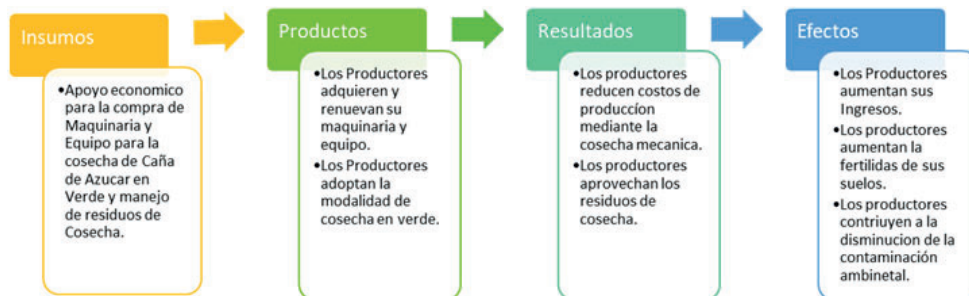 Insumos
•Apoyo economico
para la compra de
Maquinaria y
Equipo para la
cosecha de Caña
de Azucar en
Verde y manejo
de residuos de
Cosecha.
Productos
•Los Productores
adquieren y
renuevan su
maquinaria y
equipo.
•Los Productores
adoptan la
modalidad de
cosecha en verde.
Resultados
•Los productores
reducen costos de
produccíon
mediante la
cosecha mecanica.
•Los productores
aprovechan los
residuos de
cosecha.
Efectos
•Los Productores
aumentan sus
Ingresos.
•Los productores
aumentan la
fertilidas de sus
suelos.
•Los productores
contriuyen a la
disminucion de la
contaminación
ambinetal.